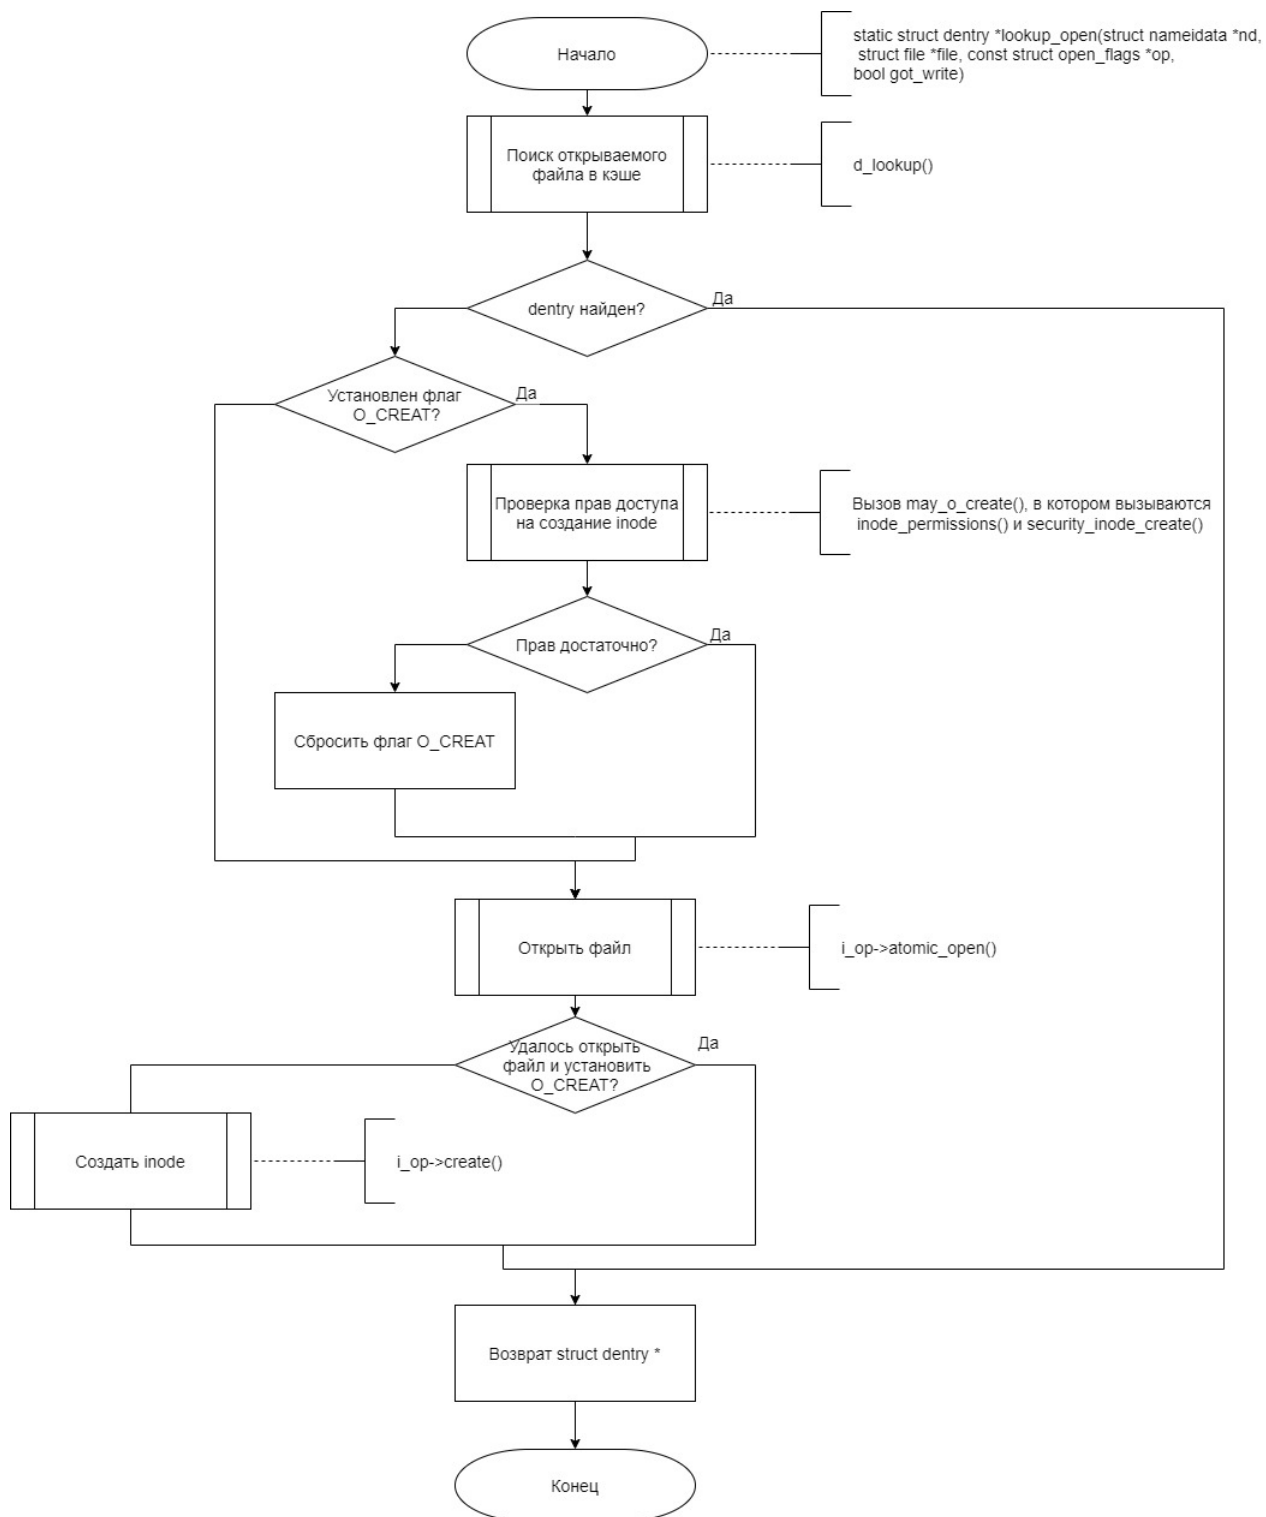 Начало
static struct dentry *lookup_open(struct nameidata *nd,
struct file *file, const struct open_flags *op,
bool got_write)
Поиск открываемого
файла в кэше
d_lookup()
dentry найден?
Да
Установлен флаг
O_CREAT?
Да
Проверка прав доступа
на создание inode
Вызов may_o_create(), в котором вызываются
inode_permissions() и security_inode_create()
Прав достаточно?
Да
Сбросить флаг O_CREAT
Открыть файл
i_op->atomic_open()
Удалось открыть
файл и установить
O_CREAT?
Да
Создать inode
i_op->create()
Возврат struct dentry *
Конец